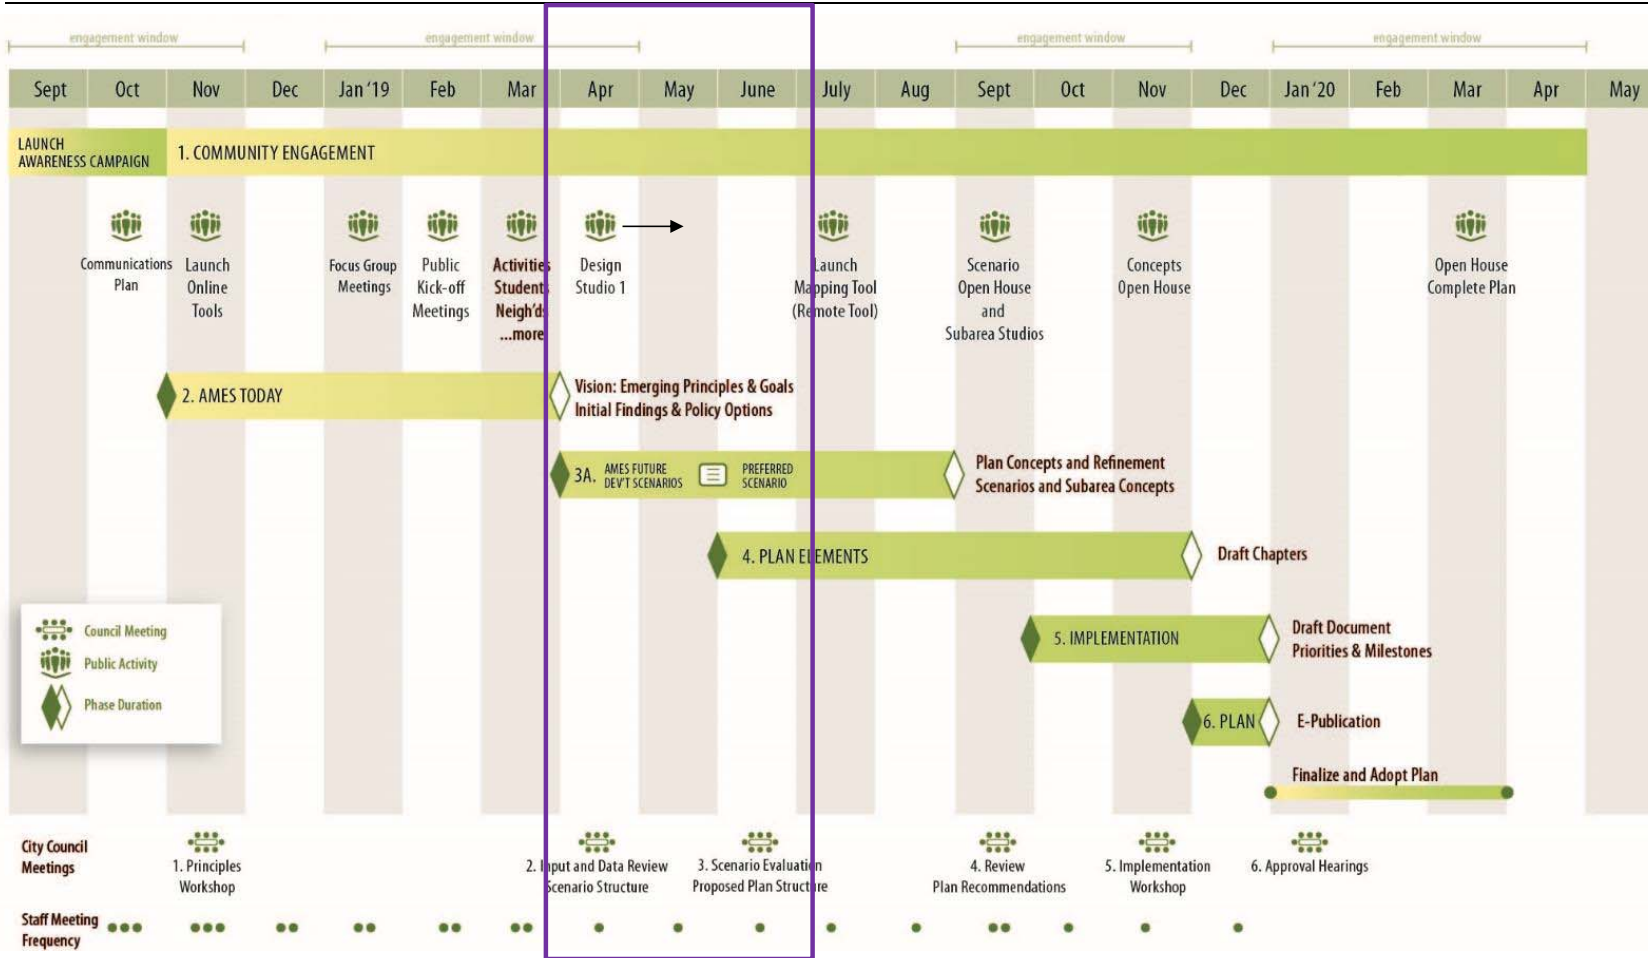 engagement window
engagement window
engagement window
engagement window
Sept Oct Nov Dec Jan '19 Feb Mar Apr May June July Aug Sept Oct Nov Dec Jan '20 Feb Mar Apr May
LAUNCH
AWARENESS CAMPAIGN
1. COMMUNITY ENGAGEMENT
Communications
Plan
Launch
Online
Tools
Focus Group
Meetings
Public
Kick-off
Meetings
Activities
Students
Neigh'ds
...more
Design
Studio 1
Launch
Mapping Tool
(Remote Tool)
Scenario
Open House
and
Subarea Studios
Concepts
Open House
Open House
Complete Plan
2. AMES TODAY
Vision: Emerging Principles & Goals
Initial Findings & Policy Options
3A. AMES FUTURE
DEV'T SCENARIOS
PREFERRED
SCENARIO
Plan Concepts and Refinement
Scenarios and Subarea Concepts
4. PLAN ELEMENTS
Draft Chapters
5. IMPLEMENTATION
Draft Document
Priorities & Milestones
6. PLAN
E-Publication
Finalize and Adopt Plan
Council Meeting
Public Activity
Phase Duration
City Council
Meetings
1. Principles
Workshop
2. Input and Data Review
Scenario Structure
3. Scenario Evaluation
Proposed Plan Structure
4. Review
Plan Recommendations
5. Implementation
Workshop
6. Approval Hearings
Staff Meeting
Frequency